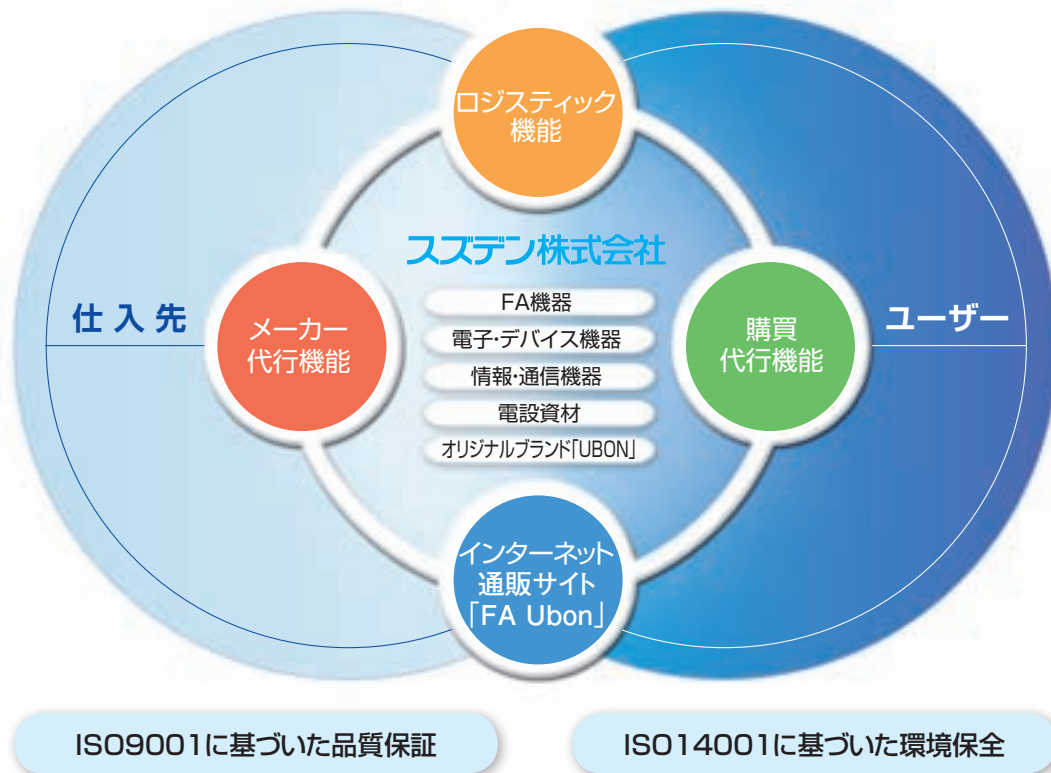 ロジスティック
機能
スズデン株式会社
仕入先
メーカー
代行機能
FA機器
電子・デバイス機器
情報・通信機器
電設資材
オリジナルブランド「UBON」
購買
代行機能
ユーザー
インターネット
通販サイト
「FA Ubon」
ISO9001に基づいた品質保証
ISO14001に基づいた環境保全